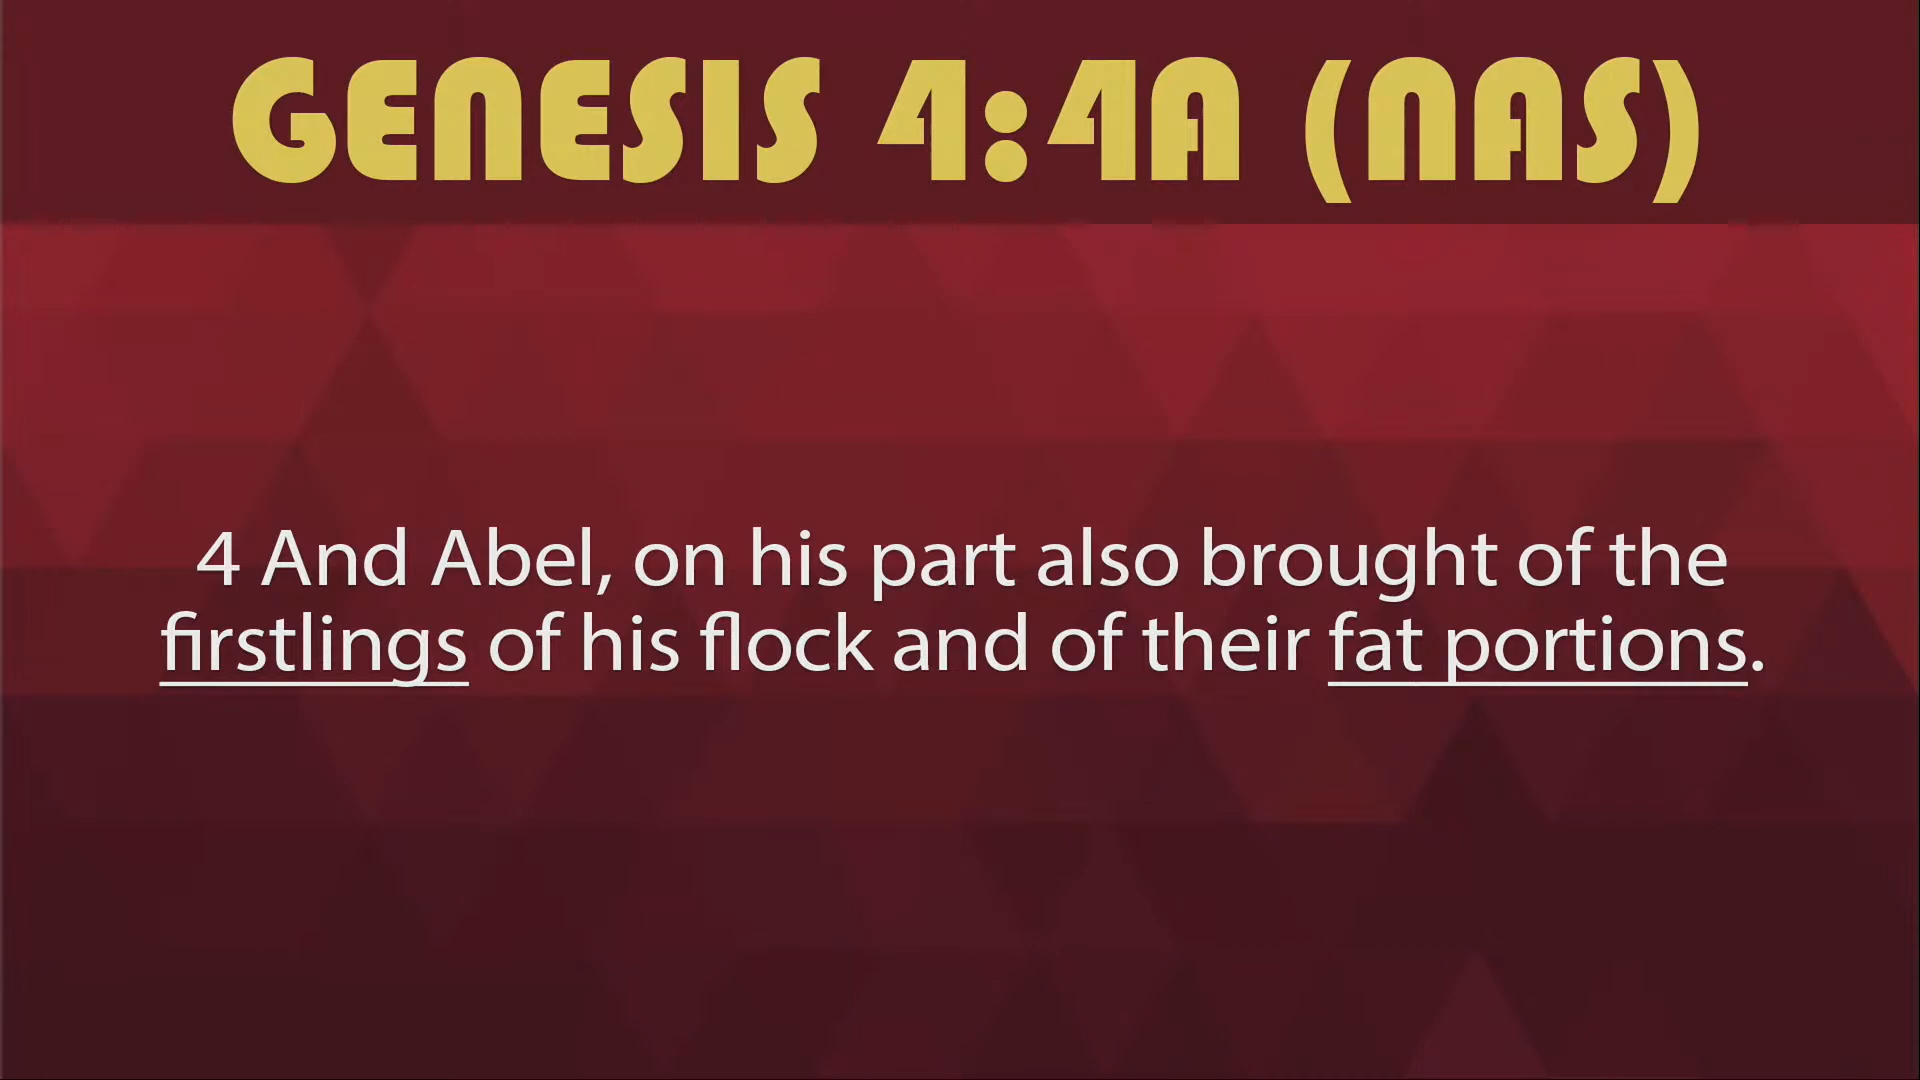 GENESIS 4:4A (NAS)
4 And Abel, on his part also brought of the
firstlings of his flock and of their fat portions.